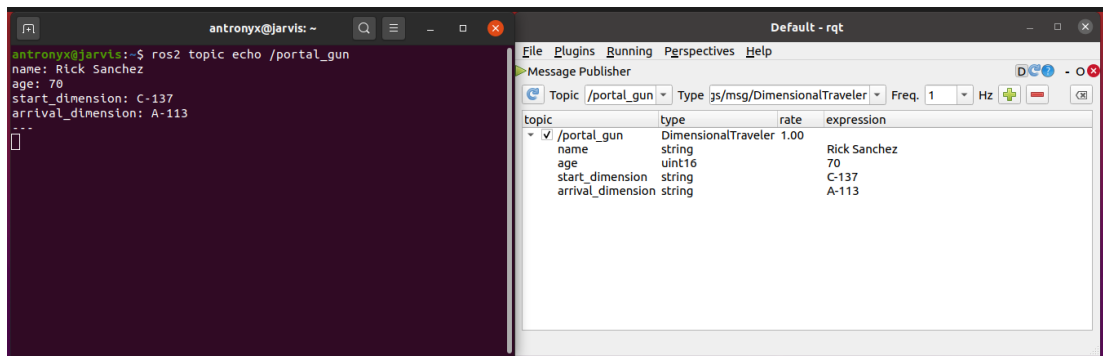 antronyx@jarvis: ~
antronyx@jarvis:~$ ros2 topic echo /portal_gun
name: Rick Sanchez
age: 70
start_dimension: C-137
arrival_dimension: A-113
---
Default - rqt
File Plugins Running Perspectives Help
Message Publisher D ? - O
Topic /portal_gun Type gs/msg/DimensionalTraveler Freq. 1 Hz
topic type rate expression
/portal_gun DimensionalTraveler 1.00
name string Rick Sanchez
age uint16 70
start_dimension string C-137
arrival_dimension string A-113